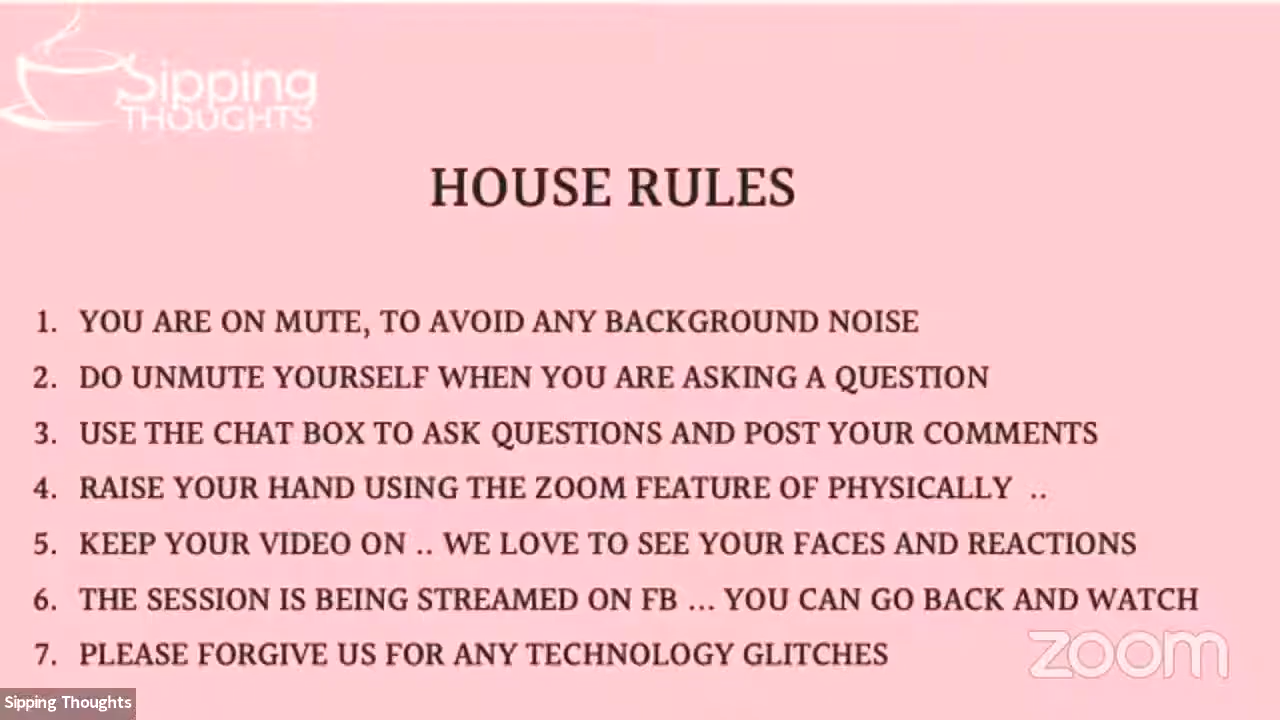 Sipping
THOUGHTS
HOUSE RULES
1. YOU ARE ON MUTE, TO AVOID ANY BACKGROUND NOISE
2. DO UNMUTE YOURSELF WHEN YOU ARE ASKING A QUESTION
3. USE THE CHAT BOX TO ASK QUESTIONS AND POST YOUR COMMENTS
4. RAISE YOUR HAND USING THE ZOOM FEATURE OF PHYSICALLY ..
5. KEEP YOUR VIDEO ON .. WE LOVE TO SEE YOUR FACES AND REACTIONS
6. THE SESSION IS BEING STREAMED ON FB ... YOU CAN GO BACK AND WATCH
7. PLEASE FORGIVE US FOR ANY TECHNOLOGY GLITCHES
zoom
Sipping Thoughts